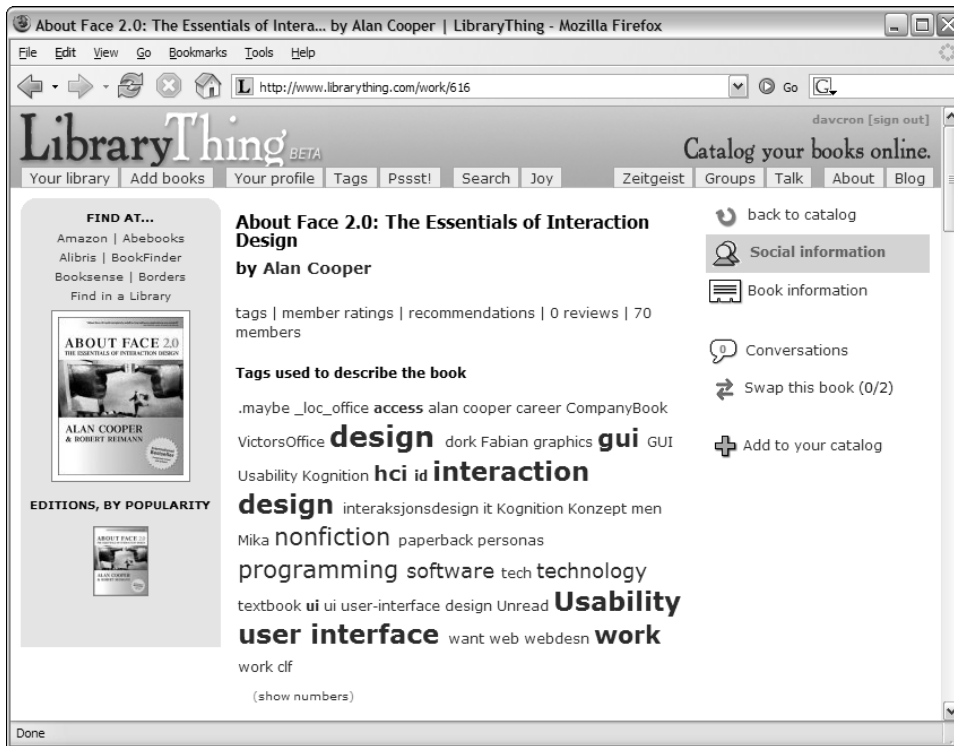 About Face 2.0: The Essentials of Intera... by Alan Cooper | LibraryThing - Mozilla Firefox
File Edit View Go Bookmarks Tools Help
L http://www.librarything.com/work/616 Go G
davcron [sign out]
LibraryThing BETA
Catalog your books online.
Your library Add books Your profile Tags Pssst! Search Joy Zeitgeist Groups Talk About Blog
FIND AT...
Amazon | Abebooks
Alibris | BookFinder
Booksense | Borders
Find in a Library
ABOUT FACE 2.0
THE ESSENTIALS OF INTERACTION DESIGN
ALAN COOPER
& ROBERT REIMANN
EDITIONS, BY POPULARITY
ABOUT FACE 2.0
ALAN COOPER
About Face 2.0: The Essentials of Interaction
Design
by Alan Cooper
tags | member ratings | recommendations | 0 reviews | 70
members
Tags used to describe the book
.maybe _loc_office access alan cooper career CompanyBook
VictorsOffice design dork Fabian graphics gui GUI
Usability Kognition hci id interaction
design interaksjonsdesign it Kognition Konzept men
Mika nonfiction paperback personas
programming software tech technology
textbook ui ui user-interface design Unread Usability
user interface want web webdesn work
work clf
(show numbers)
back to catalog
Social information
Book information
0 Conversations
Swap this book (0/2)
Add to your catalog
Done